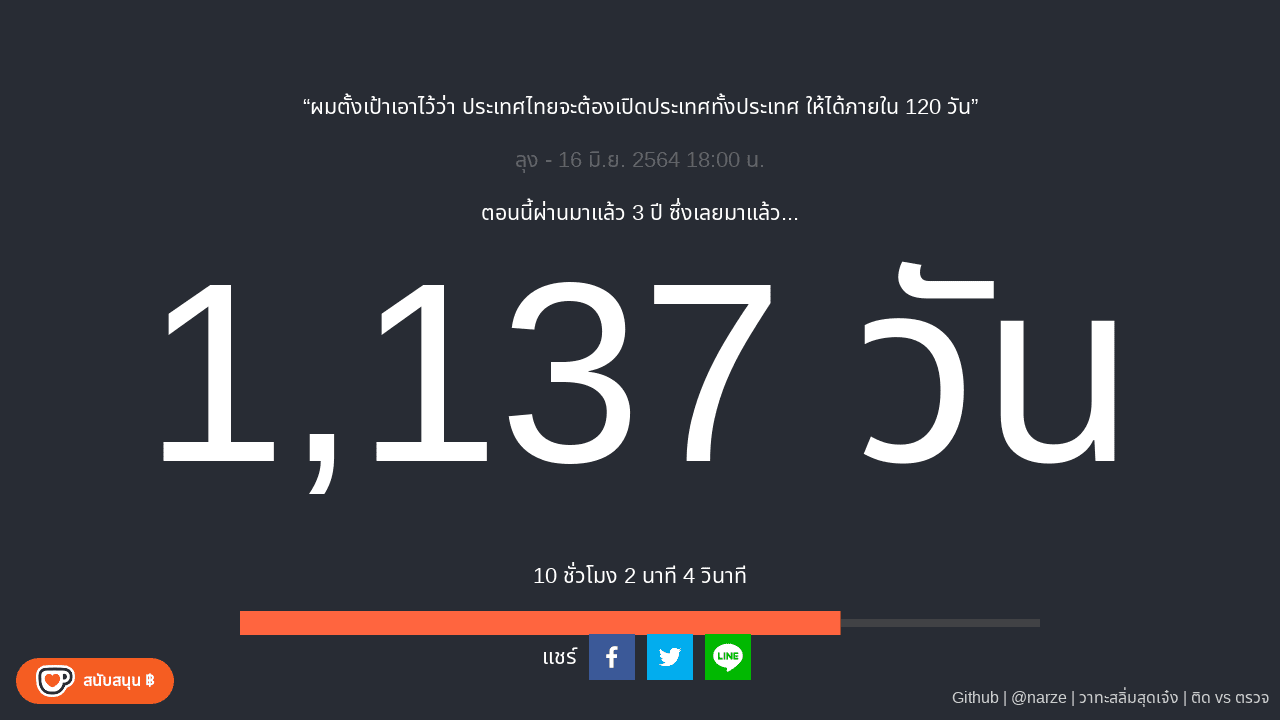 “ผมตั้งเป้าเอาไว้ว่า ประเทศไทยจะต้องเปิดประเทศทั้งประเทศ ให้ได้ภายใน 120 วัน”
ลุง - 16 มิ.ย. 2564 18:00 น.
ตอนนี้ผ่านมาแล้ว 3 ปี ซึ่งเลยมาแล้ว...
1,137 วัน
10 ชั่วโมง 2 นาที 4 วินาที
แชร์
LINE
สนับสนุน ฿
Github | @narze | วาทะสลิ่มสุดเจ๋ง | ติด vs ตรวจ